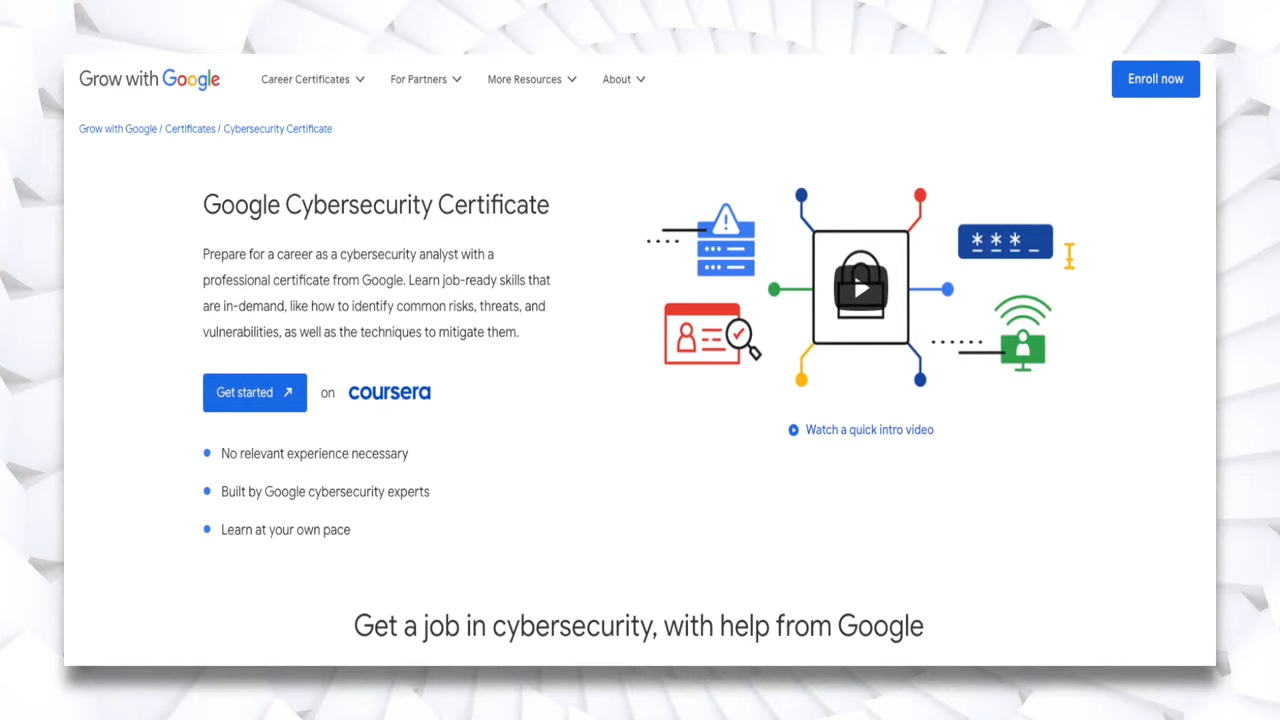 Grow with Google
Career Certificates
For Partners
More Resources
About
Enroll now
Grow with Google / Certificates / Cybersecurity Certificate
Google Cybersecurity Certificate
Prepare for a career as a cybersecurity analyst with a
professional certificate from Google. Learn job-ready skills that
are in-demand, like how to identify common risks, threats, and
vulnerabilities, as well as the techniques to mitigate them.
Get started
on
coursera
No relevant experience necessary
Built by Google cybersecurity experts
Learn at your own pace
* * * _
Watch a quick intro video
Get a job in cybersecurity, with help from Google